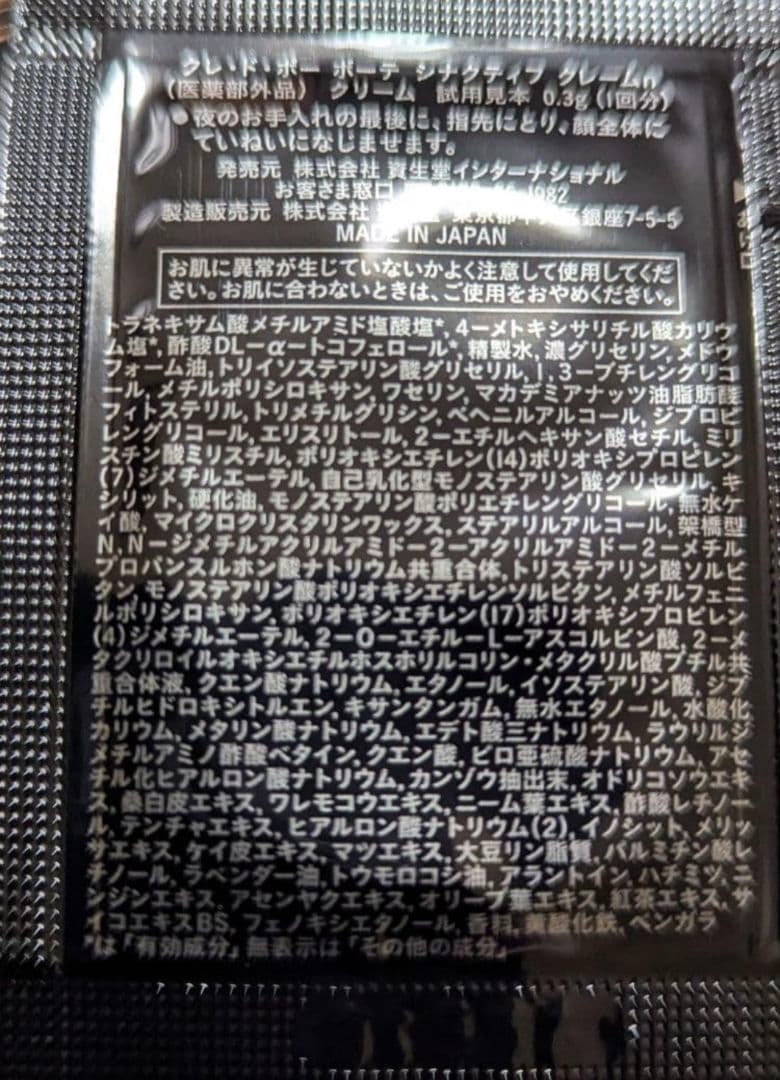 クレ・ド・ポー ボーテ シナクティフ クレームn
(医薬部外品) クリーム 試用見本 0.3g (1回分)
●夜のお手入れの最後に、指先にとり、顔全体に
ていねいになじませます。
発売元 株式会社 資生堂インターナショナル
お客さま窓口 1982
製造販売元 株式会社 東京都中央区銀座7-5-5
MADE IN JAPAN
お肌に異常が生じていないかよく注意して使用してくだ
さい。お肌に合わないときは、ご使用をおやめください。
トラネキサム酸メチルアミド塩酸塩*, 4-メトキシサリチル酸カリウ
ム塩*, 酢酸DL-α-トコフェロール*, 精製水, 濃グリセリン, メドウ
フォーム油, トリイソステアリン酸グリセリル, 1,3-ブチレングリコ
ール, メチルポリシロキサン, ワセリン, マカデミアナッツ油脂肪酸
フィトステリル, トリメチルグリシン, ベヘニルアルコール, ジプロピ
レングリコール, エリスリトール, 2-エチルヘキサン酸セチル, ミリ
スチン酸ミリスチル, ポリオキシエチレン(14)ポリオキシプロピレン
(7)ジメチルエーテル, 自己乳化型モノステアリン酸グリセリル, キ
シリット, 硬化油, モノステアリン酸ポリエチレングリコール, 無水ケ
イ酸, マイクロクリスタリンワックス, ステアリルアルコール, 架橋型
N,N-ジメチルアクリルアミド-2-アクリルアミド-2-メチル
プロパンスルホン酸ナトリウム共重合体, トリステアリン酸ソルビ
タン, モノステアリン酸ポリオキシエチレンソルビタン, メチルフェニ
ルポリシロキサン, ポリオキシエチレン(17)ポリオキシプロピレン
(4)ジメチルエーテル, 2-O-エチル-L-アスコルビン酸, 2-メ
タクリロイルオキシエチルホスホリルコリン・メタクリル酸ブチル共
重合体液, クエン酸ナトリウム, エタノール, イソステアリン酸, ジブ
チルヒドロキシトルエン, キサンタンガム, 無水エタノール, 水酸化
カリウム, メタリン酸ナトリウム, エデト酸三ナトリウム, ラウリルジ
メチルアミノ酢酸ベタイン, クエン酸, ピロ亜硫酸ナトリウム, アセ
チル化ヒアルロン酸ナトリウム, カンゾウ抽出末, オドリコソウエキ
ス, 桑白皮エキス, ワレモコウエキス, ニーム葉エキス, 酢酸レチノー
ル, テンチャエキス, ヒアルロン酸ナトリウム(2), イノシット, メリッ
サエキス, ケイ皮エキス, マツエキス, 大豆リン脂質, パルミチン酸レ
チノール, ラベンダー油, トウモロコシ油, アラントイン, ハチミツ, ニ
ンジンエキス, アセンヤクエキス, オリーブ葉エキス, 紅茶エキス, サ
イコエキスBS, フェノキシエタノール, 香料, 黄酸化鉄, ベンガラ
*は「有効成分」無表示は「その他の成分」